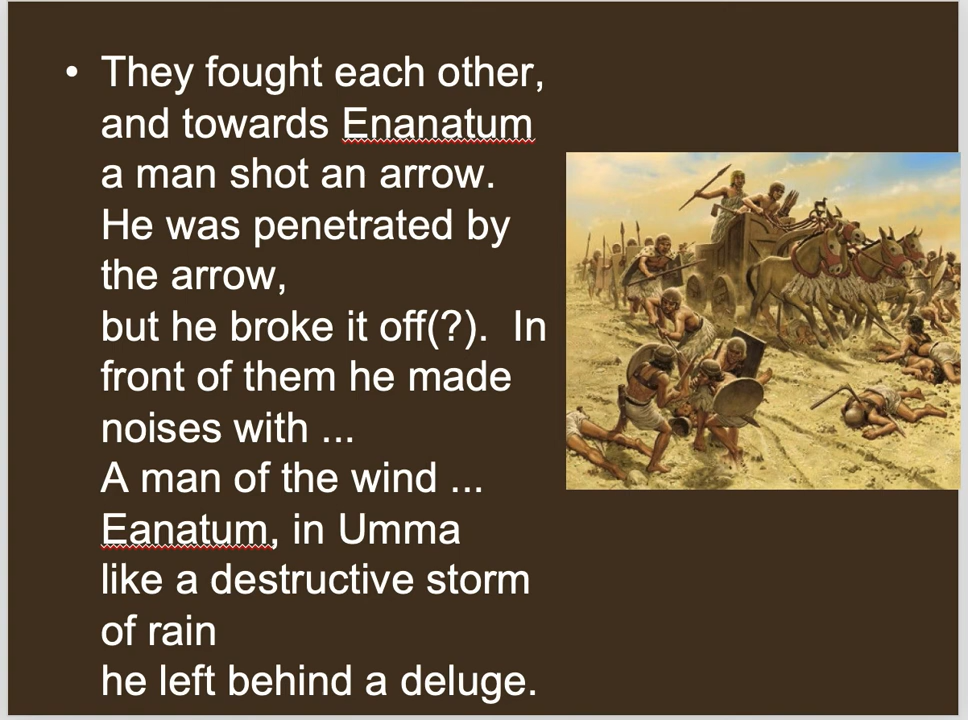 • They fought each other,
and towards Enanatum
a man shot an arrow.
He was penetrated by
the arrow,
but he broke it off(?).  In
front of them he made
noises with ...
A man of the wind ...
Eanatum, in Umma
like a destructive storm
of rain
he left behind a deluge.